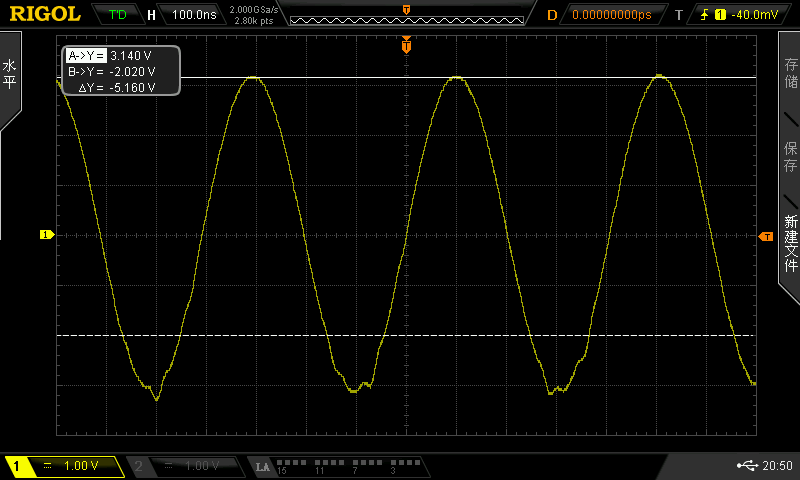 RIGOL
T'D
H
100.0ns
2.000GSa/s
2.80k pts
T
D
0.00000000ps
T
1
-40.0mV
水平
A->Y= 3.140 V
B->Y= -2.020 V
ΔY= -5.160 V
T
1
T
存储
保存
新建文件
1
1.00 V
2
1.00 V
LA
15
11
7
3
20:50